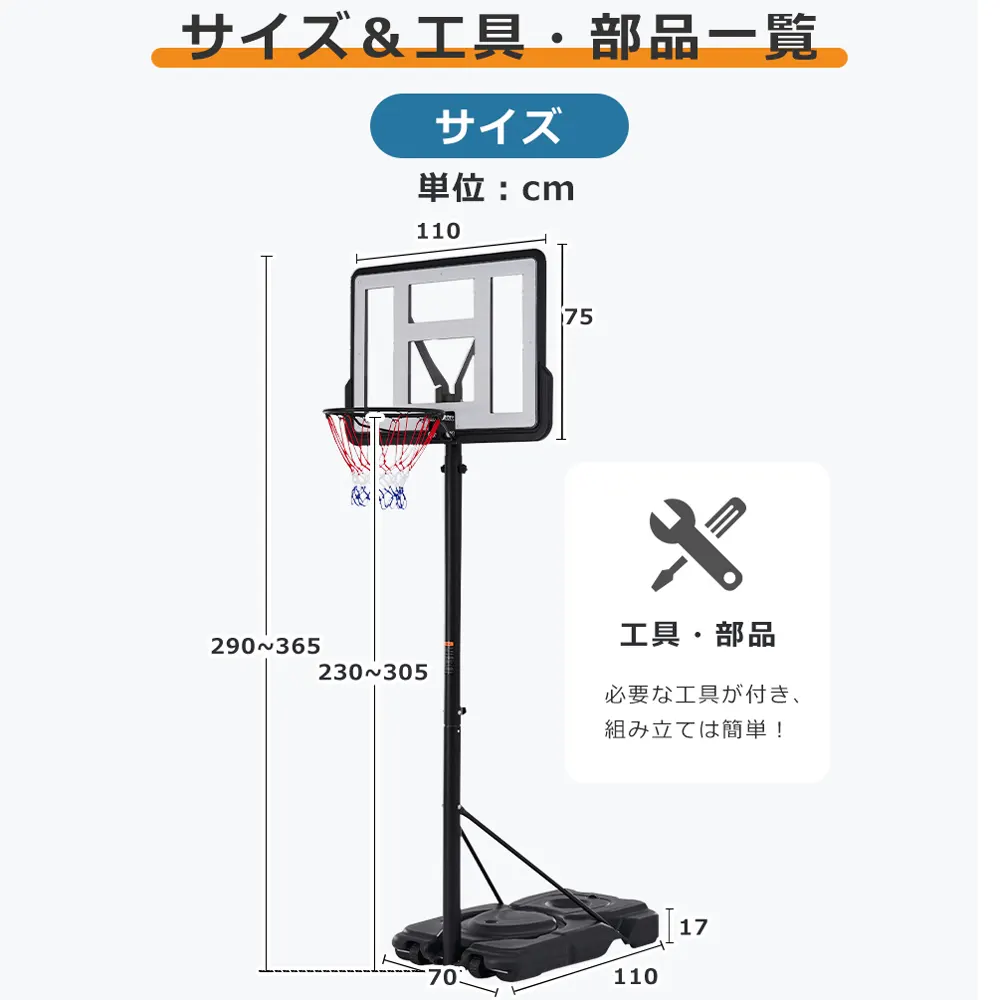 サイズ＆工具・部品一覧
サイズ
単位：cm
110
75
290~365
230~305
工具・部品
必要な工具が付き、
組み立ては簡単！
17
70
110